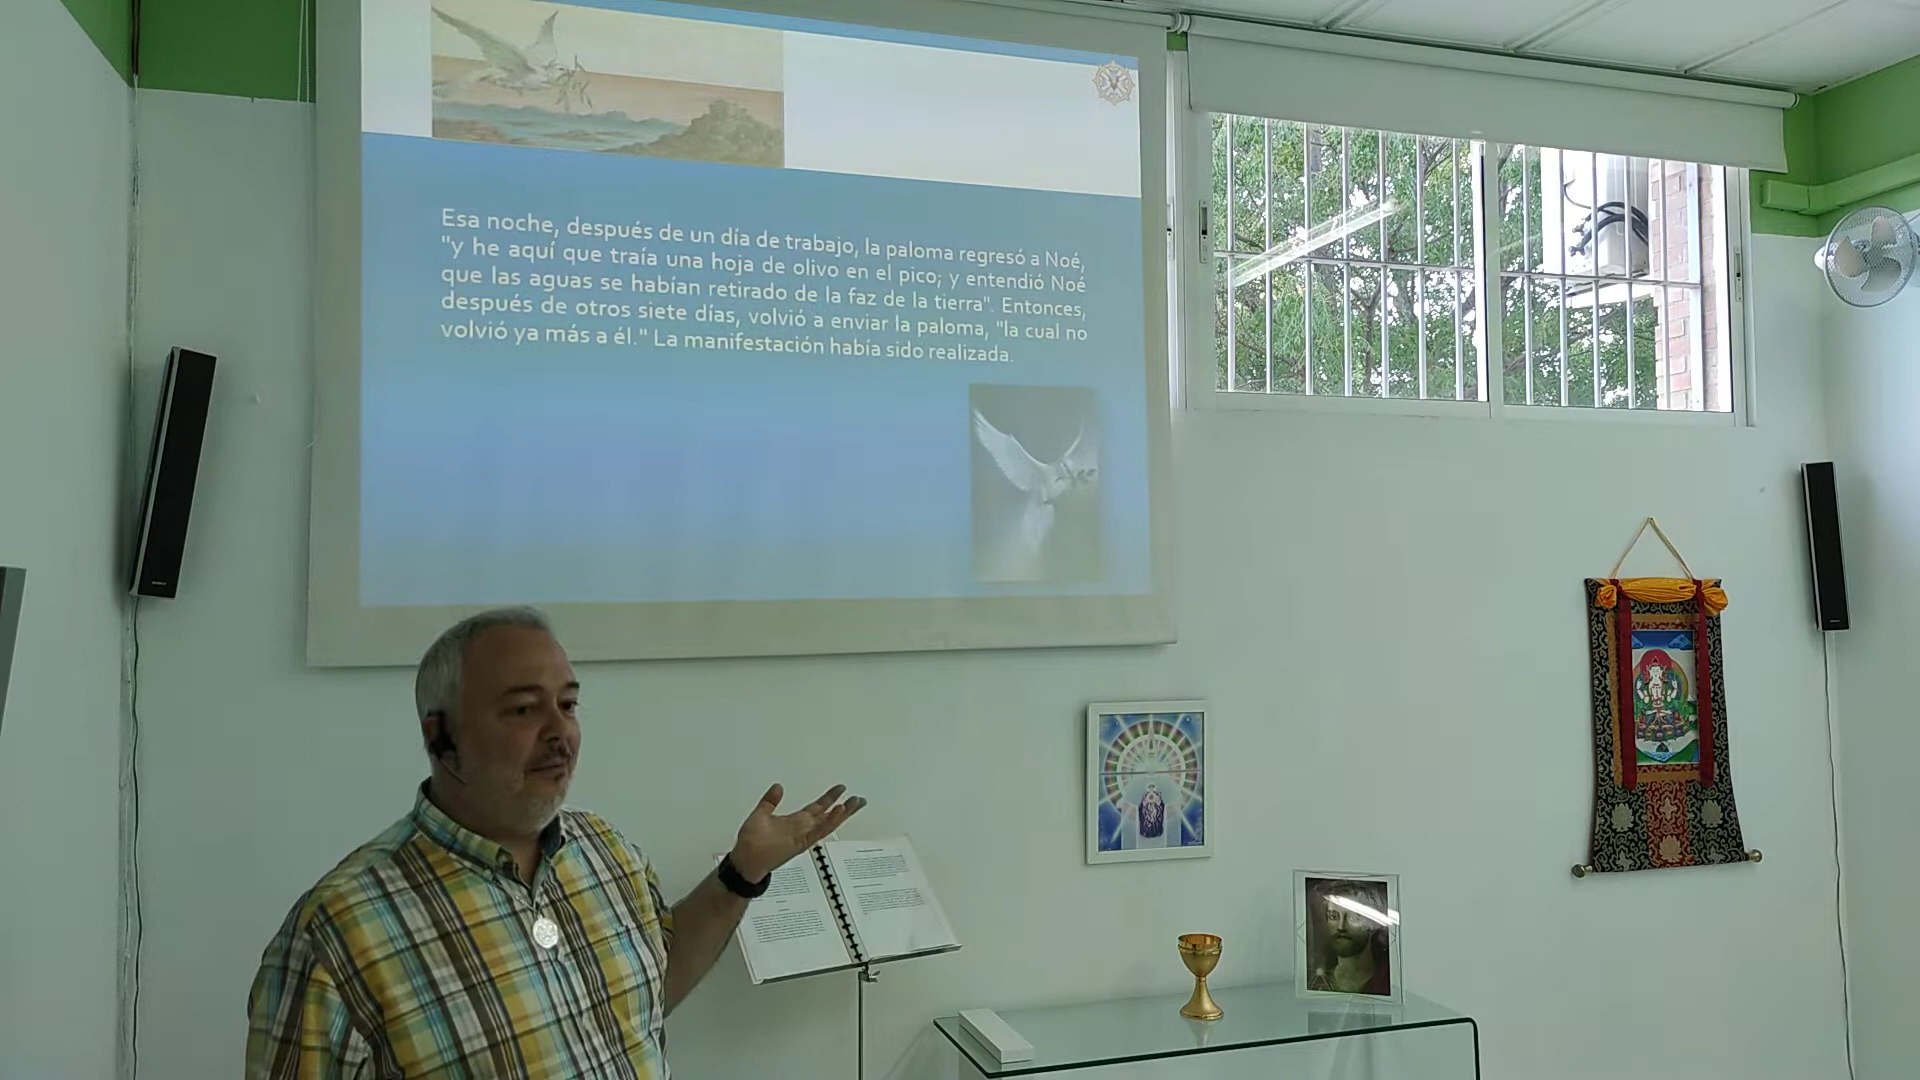 Esa noche, después de un día de trabajo, la paloma regresó a Noé,
"y he aquí que traía una hoja de olivo en el pico; y entendió Noé
que las aguas se habían retirado de la faz de la tierra". Entonces,
después de otros siete días, volvió a enviar la paloma, "la cual no
volvió ya más a él." La manifestación había sido realizada.